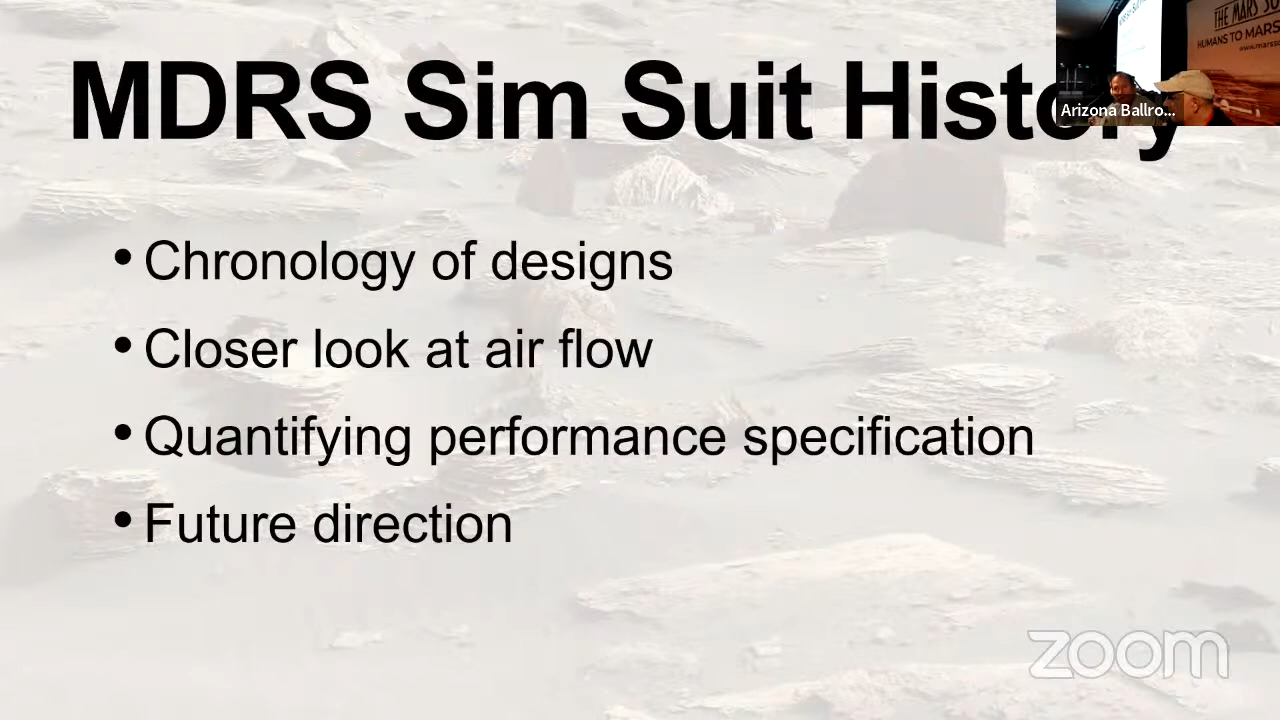 MDRS Sim Suit History
THE MARS SO
HUMANS TO MARS
Arizona Ballro...
• Chronology of designs
• Closer look at air flow
• Quantifying performance specification
• Future direction
zoom